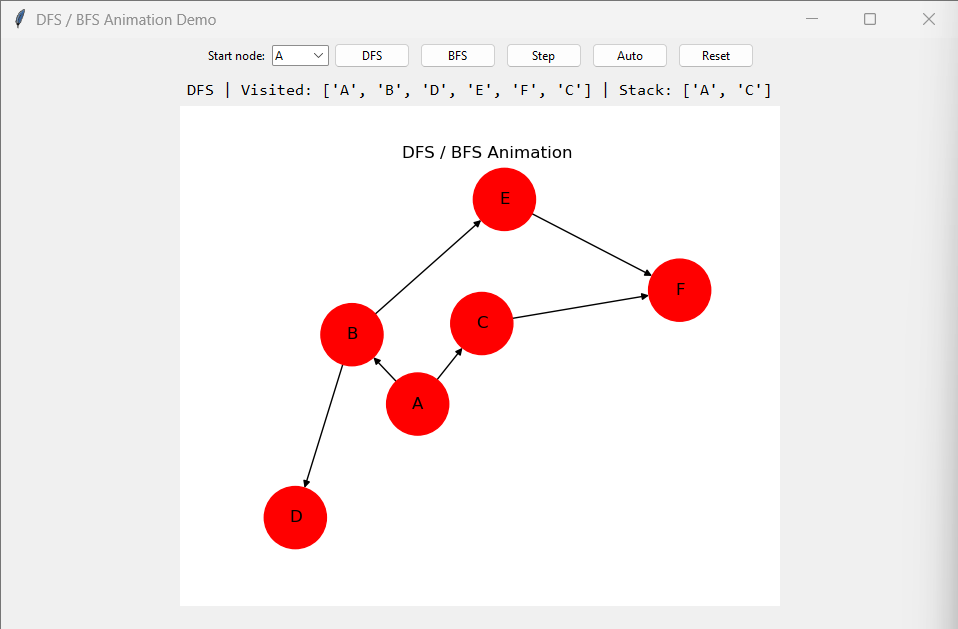 DFS / BFS Animation Demo
Start node: A DFS BFS Step Auto Reset
DFS | Visited: ['A', 'B', 'D', 'E', 'F', 'C'] | Stack: ['A', 'C']
DFS / BFS Animation
E
F
C
B
A
D